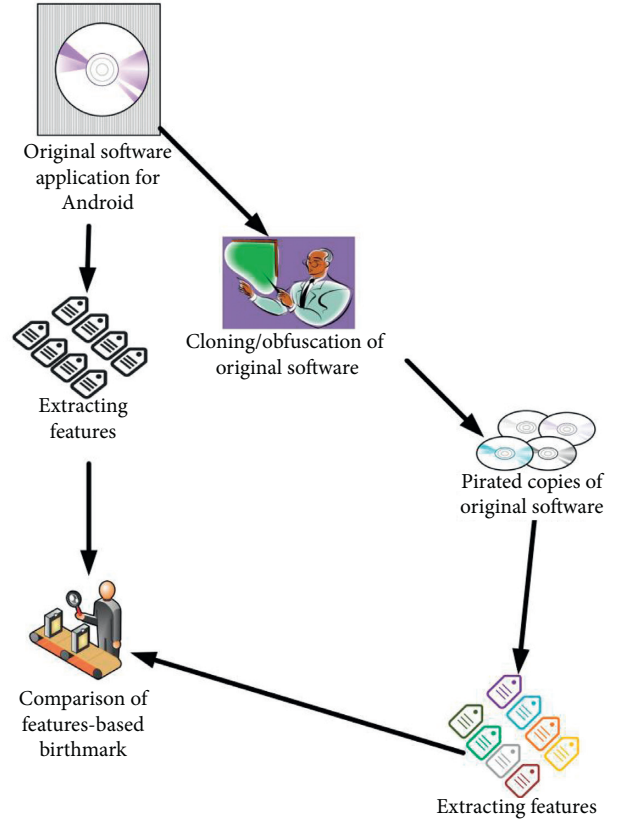 Original software
application for
Android
Cloning/obfuscation of
original software
Extracting
features
Pirated copies of
original software
Comparison of
features-based
birthmark
Extracting features